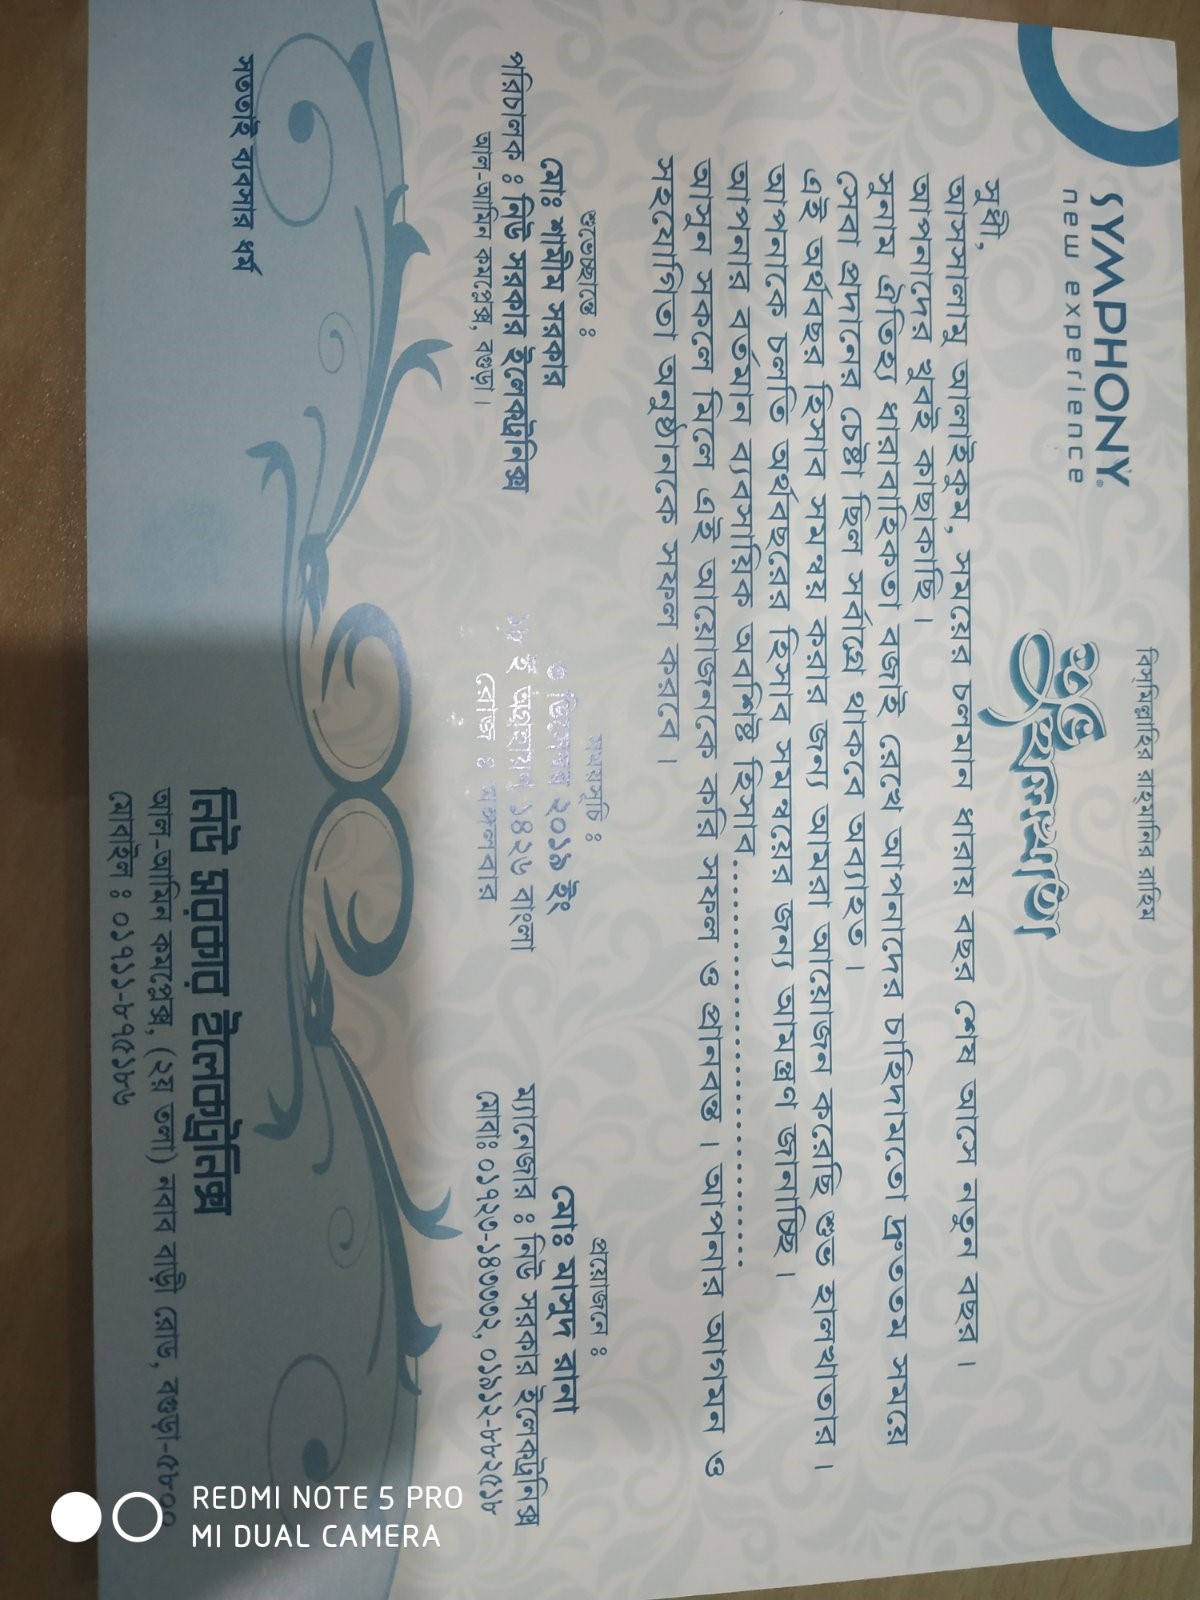 বিস্‌মিল্লাহির রাহ্‌মানির রাহিম
SYMPHONY
new experience
শুভ
হালখাতা
সুধী,
আসসালামু আলাইকুম, সময়ের চলমান ধারায় বছর শেষ আসে নতুন বছর।
আপনাদের খুবই কাছাকাছি।
সুনাম ঐতিহ্য ধারাবাহিকতা বজাই রেখে আপনাদের চাহিদামতো দ্রুততম সময়ে
সেবা প্রদানের চেষ্টা ছিল সর্বাগ্রে থাকবে অব্যাহত।
এই অর্থবছর হিসাব সমন্বয় করার জন্য আমরা আয়োজন করেছি শুভ হালখাতার।
আপনাকে চলতি অর্থবছরের হিসাব সমন্বয়ের জন্য আমন্ত্রণ জানাচ্ছি।
আপনার বর্তমান ব্যবসায়িক অবশিষ্ট হিসাব...............................
আসুন সকলে মিলে এই আয়োজনকে করি সফল ও প্রানবন্ত। আপনার আগমন ও
সহযোগিতা অনুষ্ঠানকে সফল করবে।
শুভেচ্ছান্তে ঃ
মোঃ শামীম সরকার
পরিচালক ঃ নিউ সরকার ইলেকট্রনিক্স
আল-আমিন কমপ্লেক্স, বগুড়া।
সময়সূচি ঃ
৩ ডিসেম্বর ২০১৯ ইং
১৮ ই অগ্রহায়ণ ১৪২৬ বাংলা
রোজ ঃ মঙ্গলবার
প্রয়োজনে ঃ
মোঃ মাসুদ রানা
ম্যানেজার ঃ নিউ সরকার ইলেকট্রনিক্স
মোবাঃ ০১৭২৩-১৪৩৩৩২, ০১৯১২-৮৮২৫১৮
সততাই ব্যবসার ধর্ম
নিউ সরকার ইলেকট্রনিক্স
আল-আমিন কমপ্লেক্স, (২য় তলা) নবাব বাড়ী রোড, বগুড়া-৫৮০০
মোবাইল ঃ ০১৭১১-৮৭৫১৮৬
REDMI NOTE 5 PRO
MI DUAL CAMERA